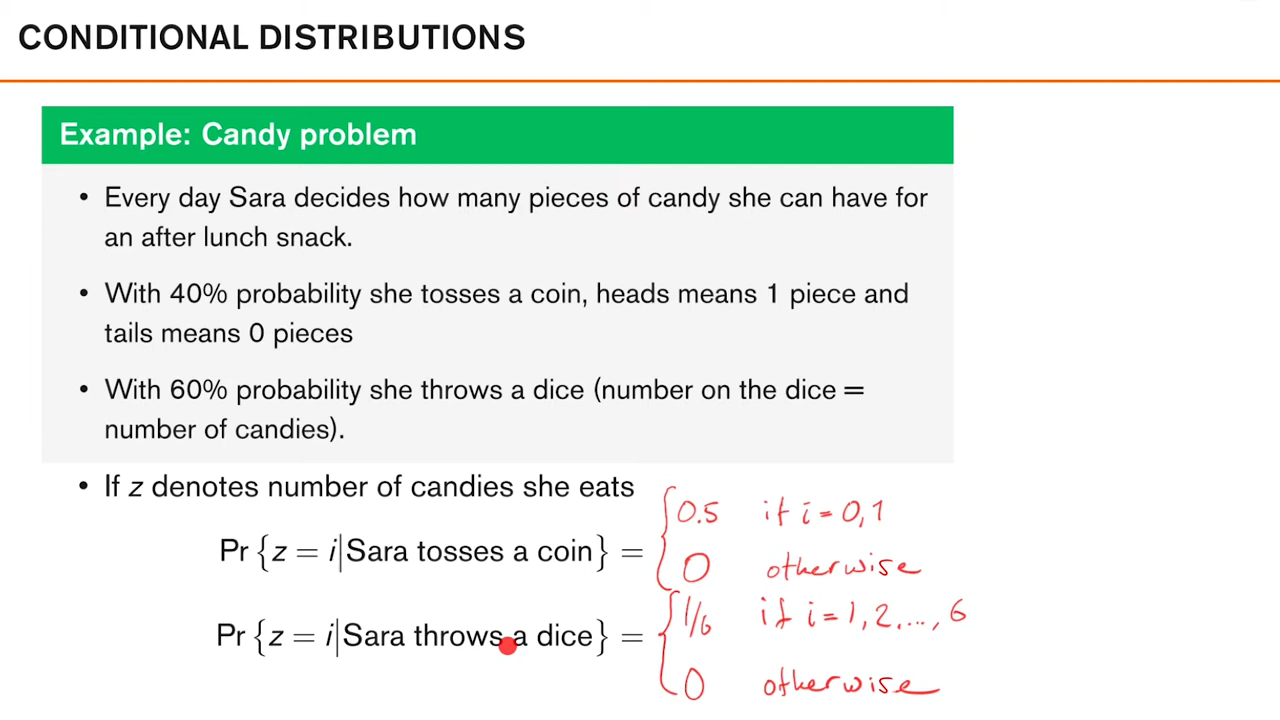 CONDITIONAL DISTRIBUTIONS
Example: Candy problem
• Every day Sara decides how many pieces of candy she can have for
an after lunch snack.
• With 40% probability she tosses a coin, heads means 1 piece and
tails means 0 pieces
• With 60% probability she throws a dice (number on the dice =
number of candies).
• If z denotes number of candies she eats
Pr {z = i|Sara tosses a coin} = { 0.5 if i = 0,1
0 otherwise
Pr {z = i|Sara throws a dice} = { 1/6 if i = 1, 2, ..., 6
0 otherwise